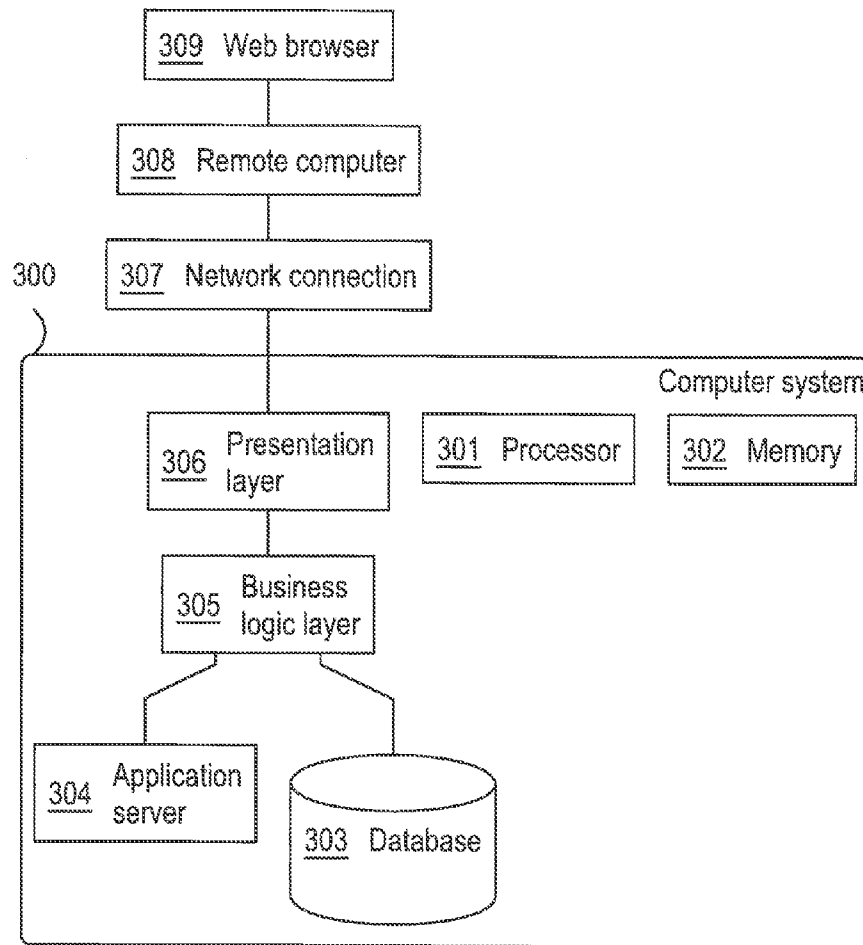 309 Web browser
308 Remote computer
307 Network connection
300
Computer system
306 Presentation
layer
301 Processor
302 Memory
305 Business
logic layer
304 Application
server
303 Database